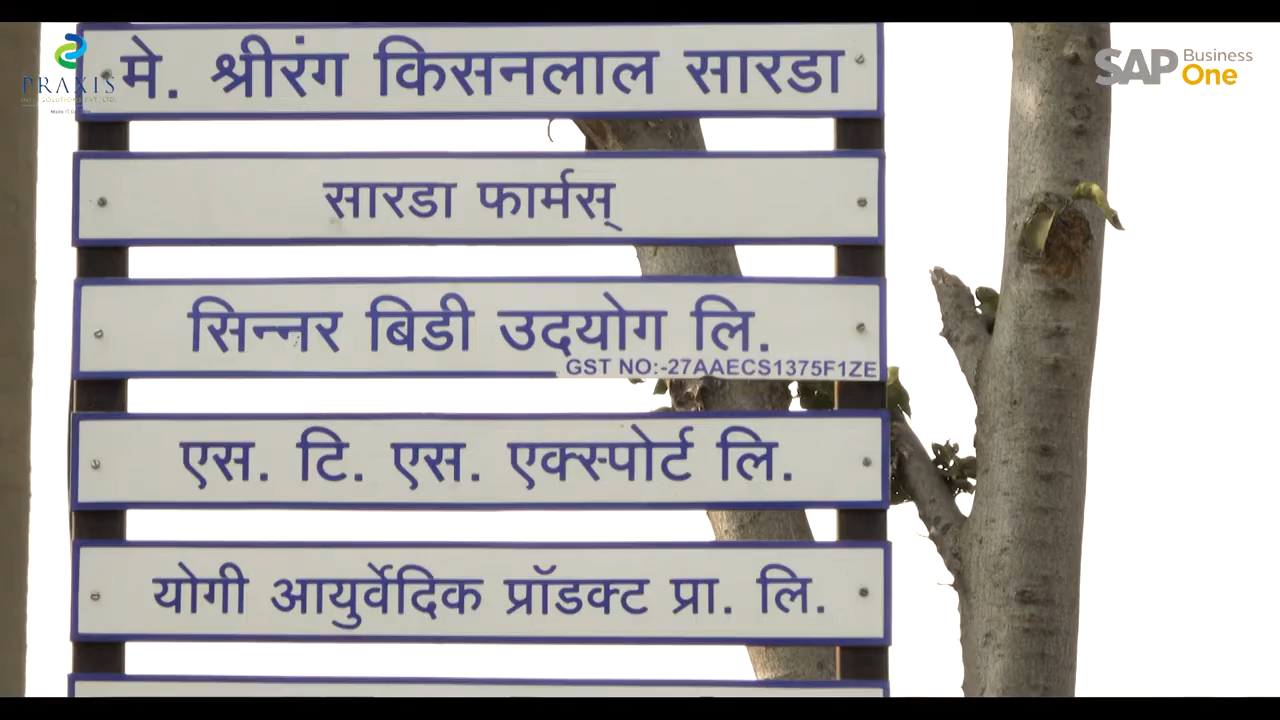 मे. श्रीरंग किसनलाल सारडा
PRAXIS
SAP Business One
सारडा फार्मस्
सिन्नर बिडी उदयोग लि.
GST NO:-27AAECS1375F1ZE
एस. टि. एस. एक्स्पोर्ट लि.
योगी आयुर्वेदिक प्रॉडक्ट प्रा. लि.